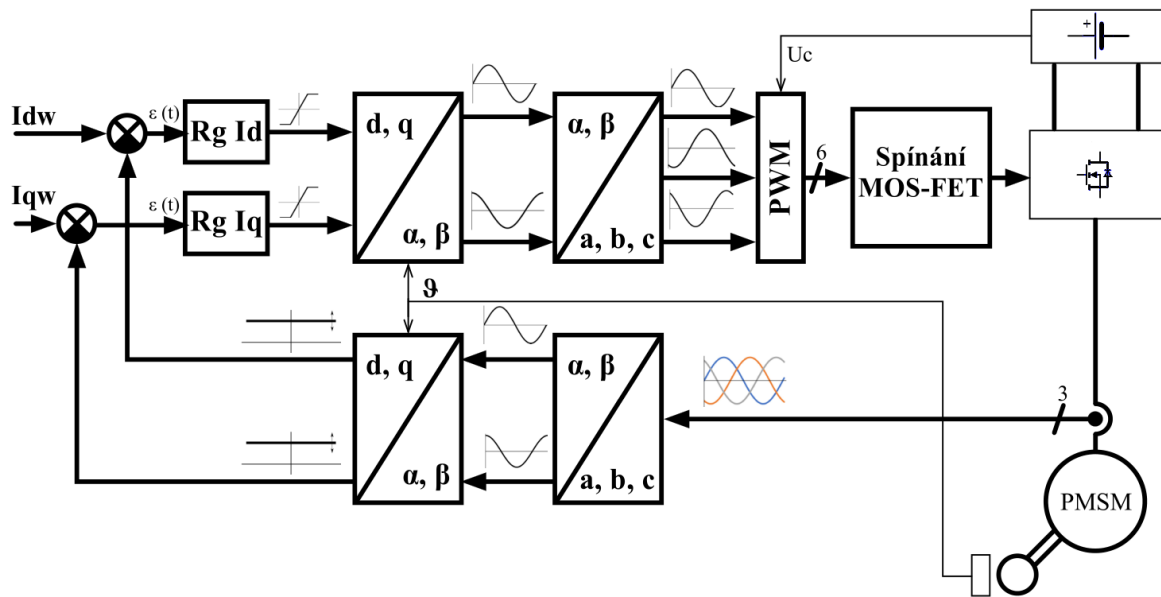 +
Uc
Idw
ε (t)
Rg Id
d, q
α, β
α, β
a, b, c
PWM
6
Spínání
MOS-FET
Iqw
ε (t)
Rg Iq
ϑ
d, q
α, β
α, β
a, b, c
3
PMSM